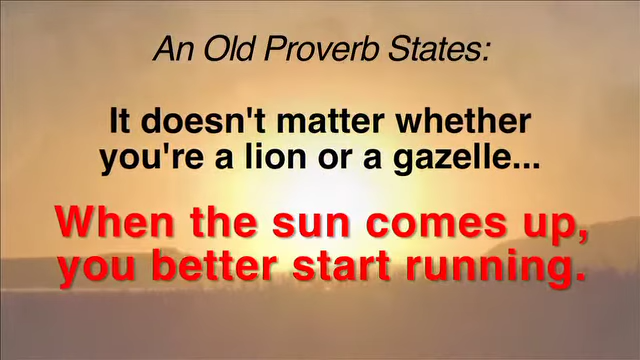 An Old Proverb States:
It doesn't matter whether
you're a lion or a gazelle...
When the sun comes up,
you better start running.